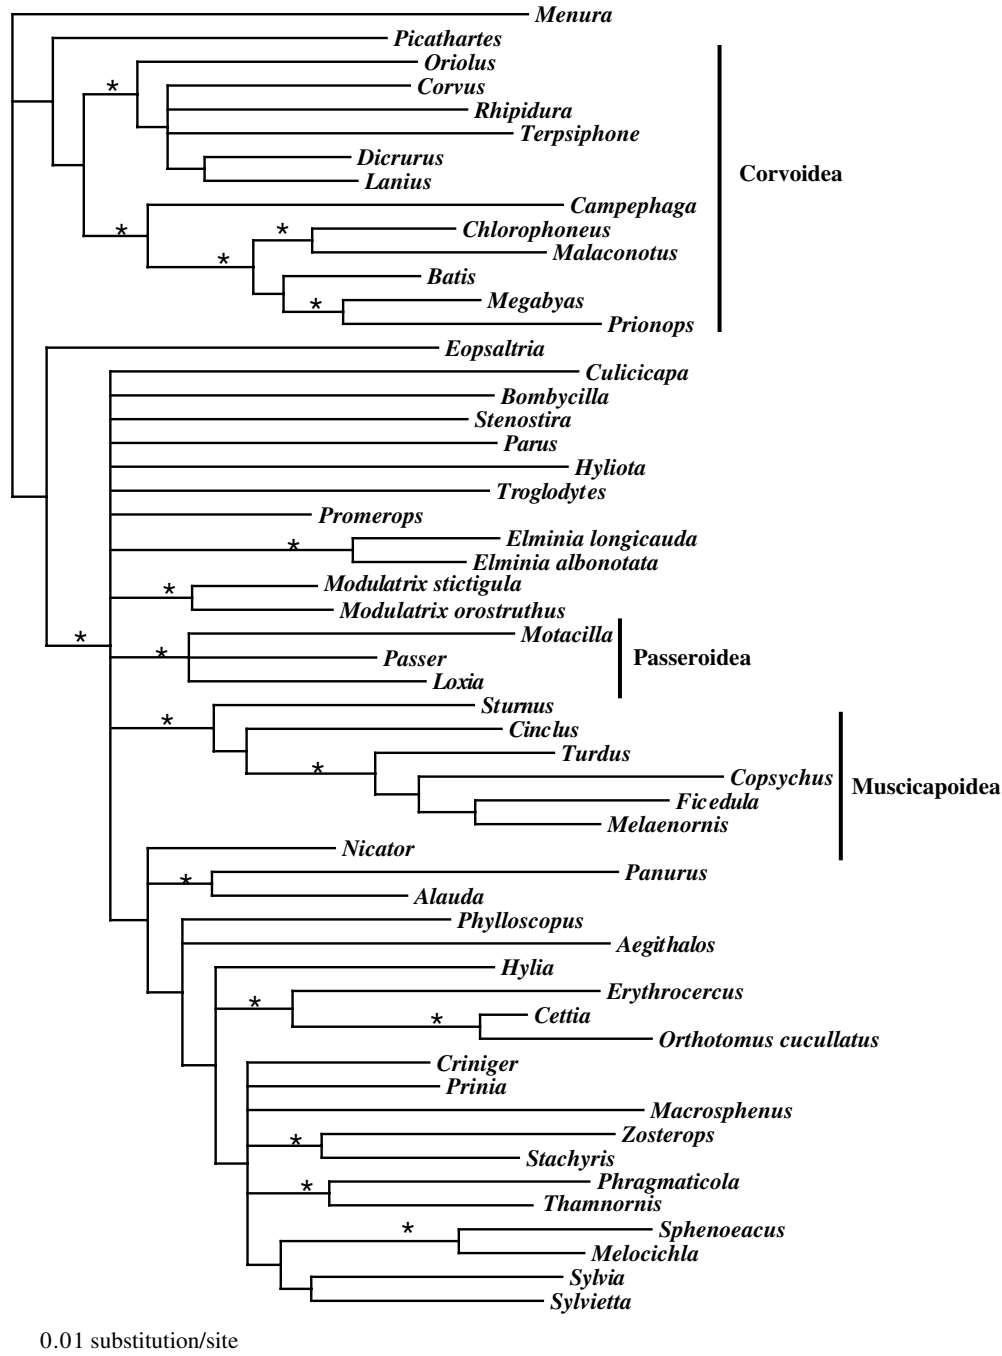 Menura
Picathartes
Oriolus
*
Corvus
Rhipidura
Terpsiphone
Dicrurus
Lanius
Corvoidea
Campephaga
*
Chlorophoneus
*
Malaconotus
*
Batis
Megabyas
*
Prionops
Eopsaltria
Culicicapa
Bombycilla
Stenostira
Parus
Hyliota
Troglodytes
Promerops
Elminia longicauda
*
Elminia albonotata
Modulatrix stictigula
*
Modulatrix orostruthus
*
Motacilla
*
Passer
Passeroidea
Loxia
Sturnus
*
Cinclus
Turdus
*
Copsychus
Muscicapoidea
Ficedula
Melaenornis
Nicator
Panurus
*
Alauda
Phylloscopus
Aegithalos
Hylia
Erythrocercus
*
Cettia
*
Orthotomus cucullatus
Criniger
Prinia
Macrosphenus
Zosterops
*
Stachyris
Phragmaticola
*
Thamnornis
Sphenoeacus
*
Melocichla
Sylvia
Sylvietta
0.01 substitution/site